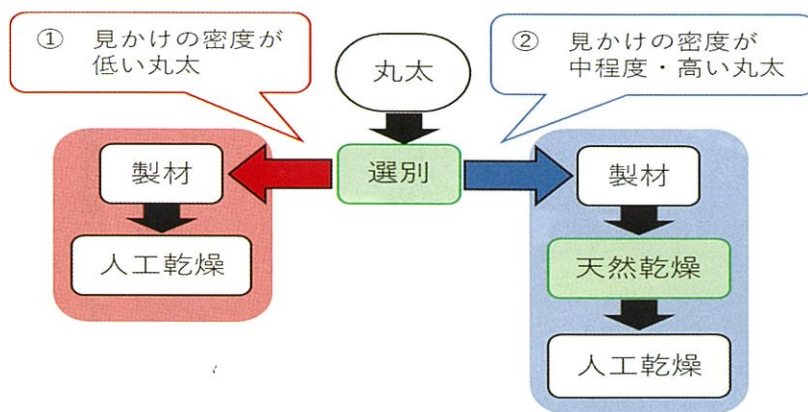 ① 見かけの密度が
低い丸太
② 見かけの密度が
中程度・高い丸太
丸太
選別
製材
人工乾燥
製材
天然乾燥
人工乾燥